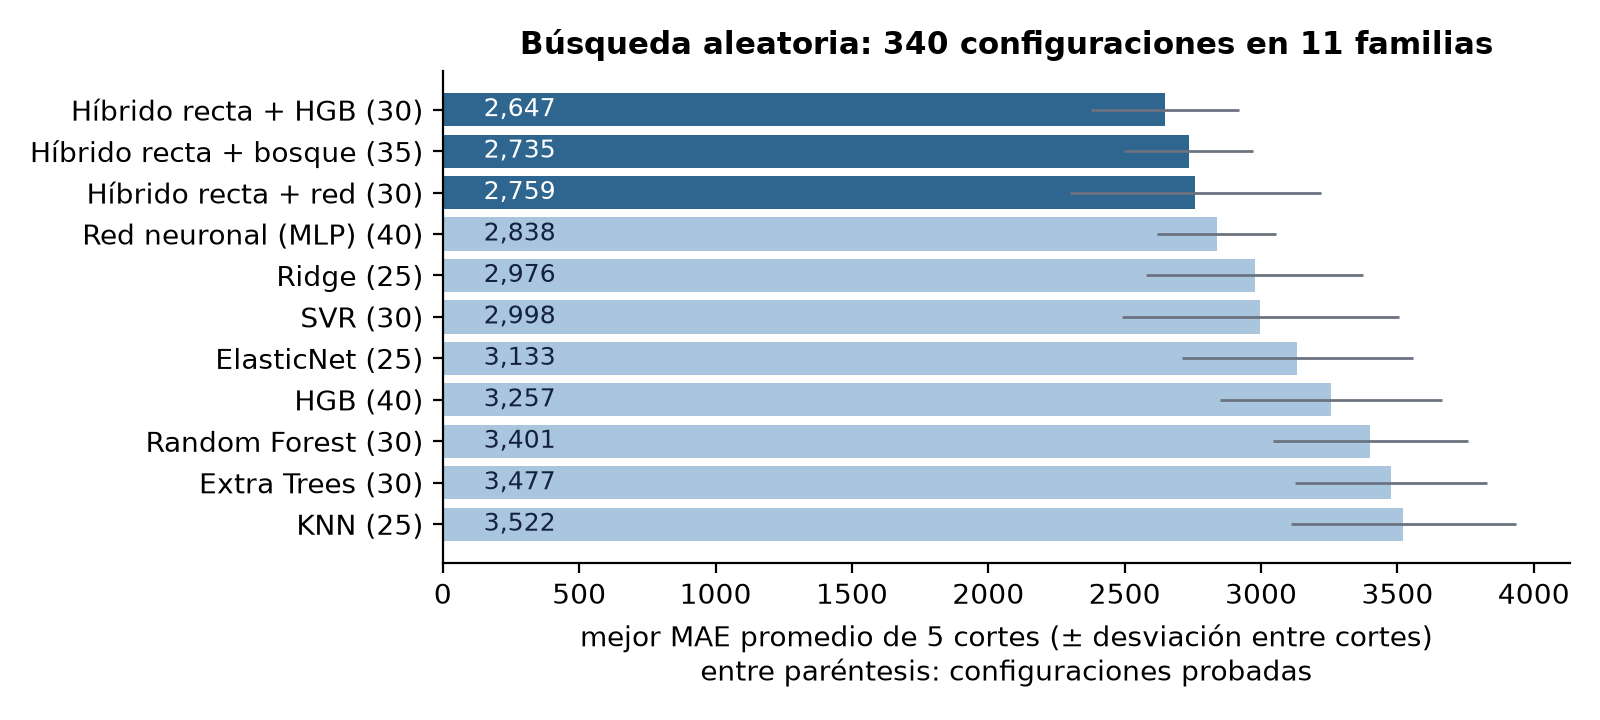 Búsqueda aleatoria: 340 configuraciones en 11 familias
Híbrido recta + HGB (30) 2,647
Híbrido recta + bosque (35) 2,735
Híbrido recta + red (30) 2,759
Red neuronal (MLP) (40) 2,838
Ridge (25) 2,976
SVR (30) 2,998
ElasticNet (25) 3,133
HGB (40) 3,257
Random Forest (30) 3,401
Extra Trees (30) 3,477
KNN (25) 3,522
0 500 1000 1500 2000 2500 3000 3500 4000
mejor MAE promedio de 5 cortes (± desviación entre cortes)
entre paréntesis: configuraciones probadas